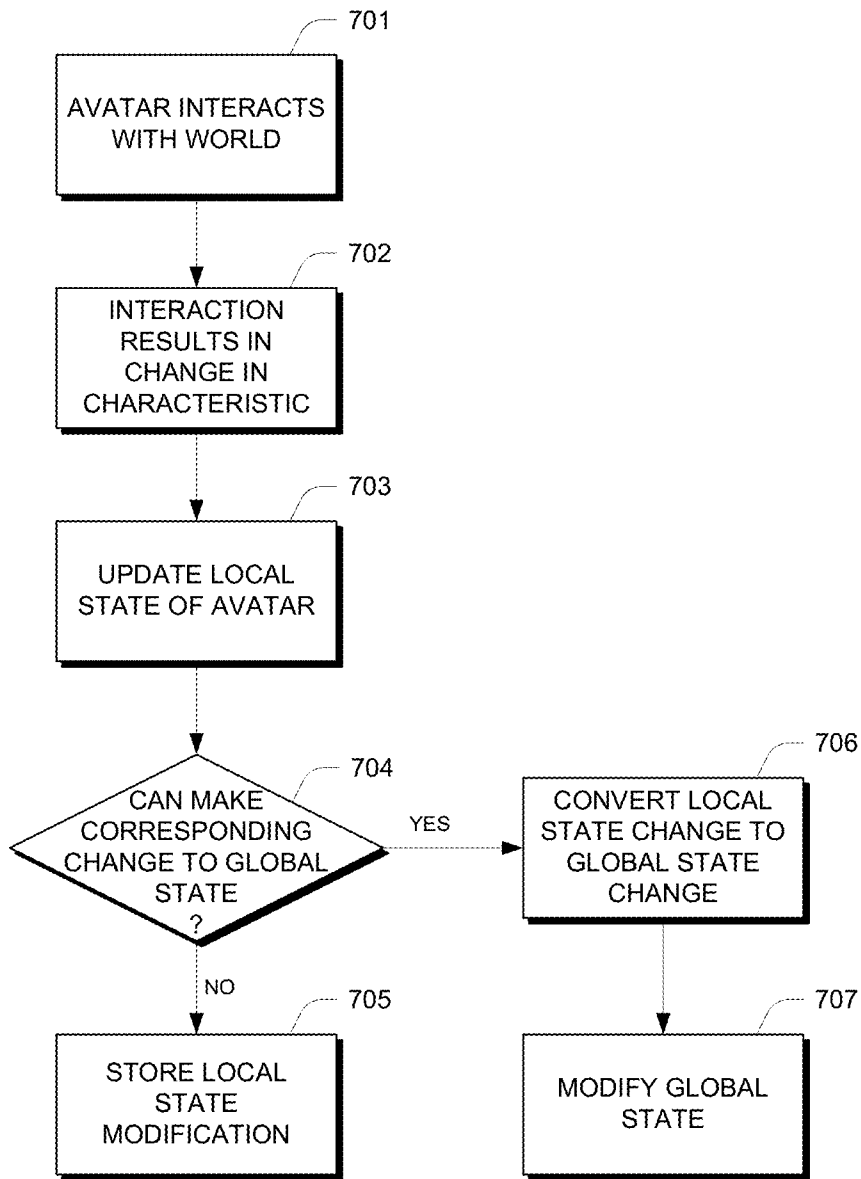 701
AVATAR INTERACTS
WITH WORLD
702
INTERACTION
RESULTS IN
CHANGE IN
CHARACTERISTIC
703
UPDATE LOCAL
STATE OF AVATAR
704
CAN MAKE
CORRESPONDING
CHANGE TO GLOBAL
STATE
?
YES
706
CONVERT LOCAL
STATE CHANGE TO
GLOBAL STATE
CHANGE
NO
705
STORE LOCAL
STATE
MODIFICATION
707
MODIFY GLOBAL
STATE